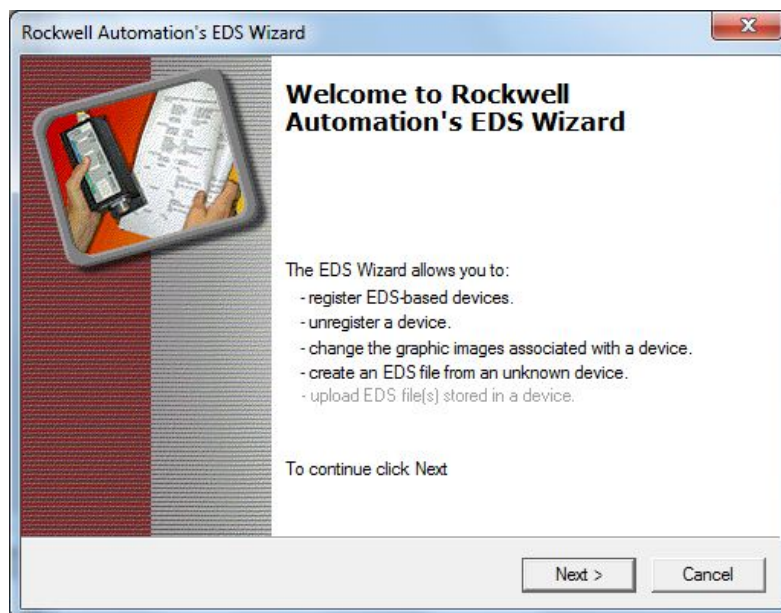 Rockwell Automation's EDS Wizard
Welcome to Rockwell
Automation's EDS Wizard
The EDS Wizard allows you to:
- register EDS-based devices.
- unregister a device.
- change the graphic images associated with a device.
- create an EDS file from an unknown device.
- upload EDS file(s) stored in a device.
To continue click Next
Next >
Cancel